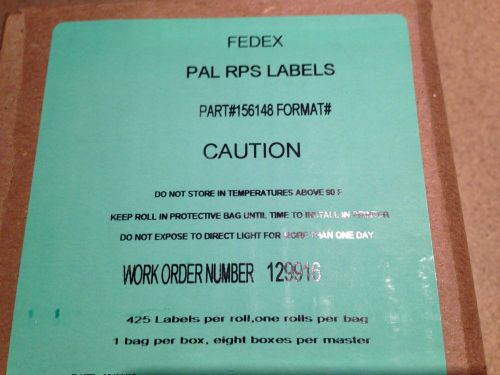 FEDEX
PAL RPS LABELS
PART#156148 FORMAT#
CAUTION
DO NOT STORE IN TEMPERATURES ABOVE 90 F
KEEP ROLL IN PROTECTIVE BAG UNTIL TIME TO INSTALL IN PRINTER
DO NOT EXPOSE TO DIRECT LIGHT FOR MORE THAN ONE DAY
WORK ORDER NUMBER 129916
425 Labels per roll,one rolls per bag
1 bag per box, eight boxes per master